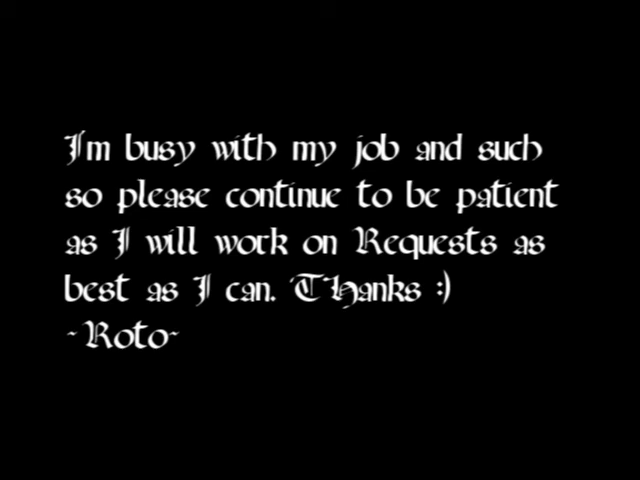 I'm busy with my job and such
so please continue to be patient
as I will work on Requests as
best as I can. THanks :)
~Roto~